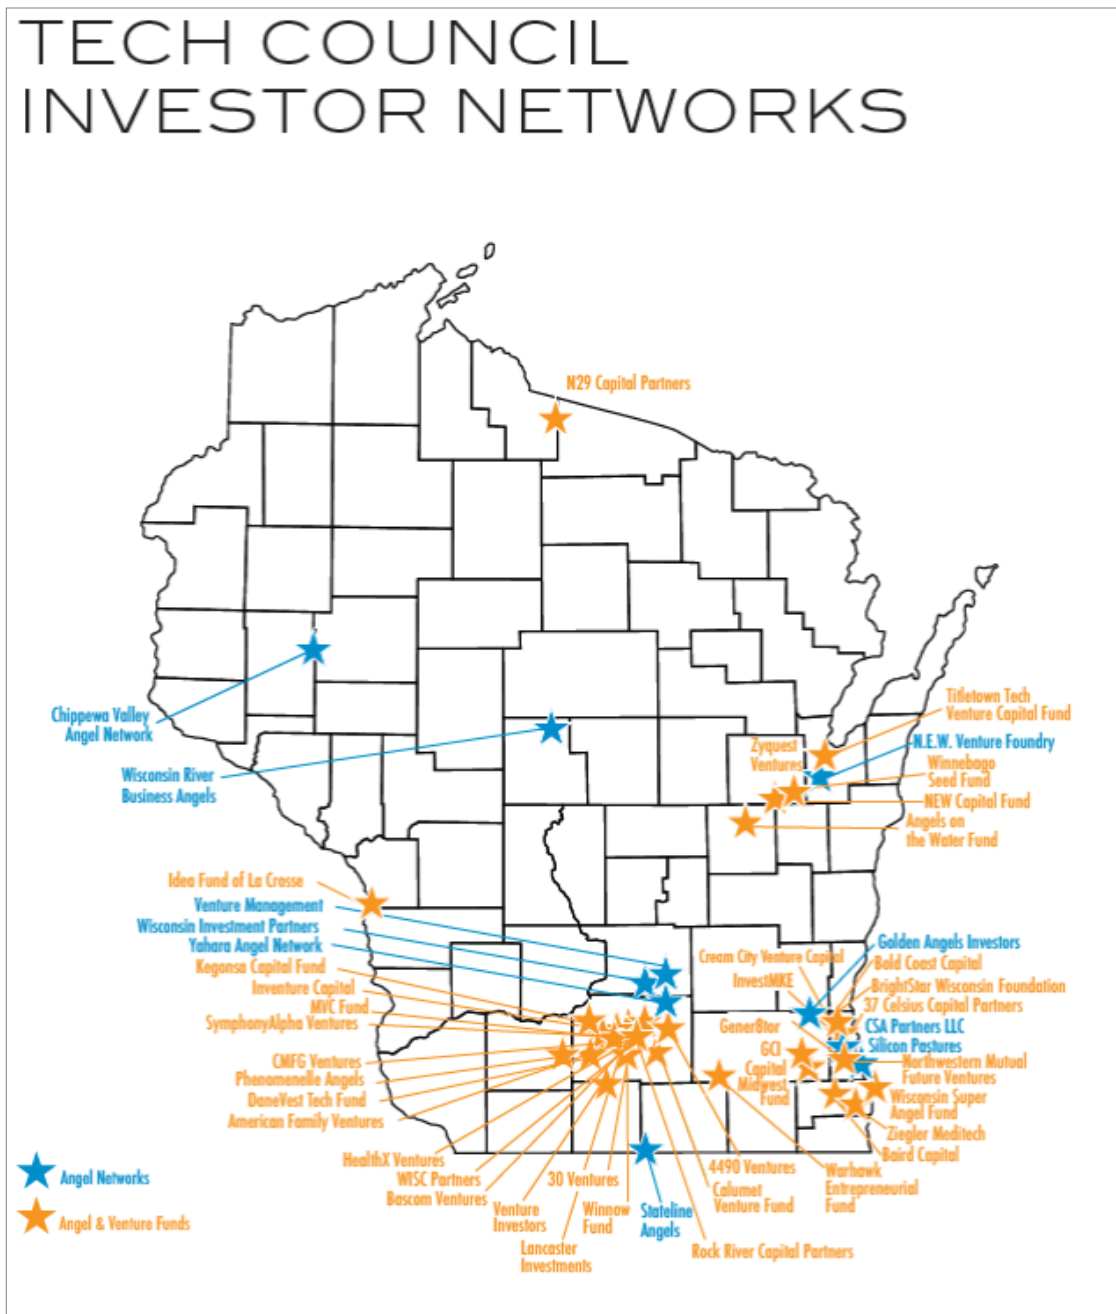 TECH COUNCIL
INVESTOR NETWORKS
N29 Capital Partners
Chippewa Valley
Angel Network
Wisconsin River
Business Angels
Titletown Tech
Venture Capital Fund
N.E.W. Venture Foundry
Zyquest
Ventures
Winnebago
Seed Fund
NEW Capital Fund
Angels on
the Water Fund
Idea Fund of La Crosse
Venture Management
Wisconsin Investment Partners
Yahara Angel Network
Kegonsa Capital Fund
Inventure Capital
MVC Fund
SymphonyAlpha Ventures
CMFG Ventures
Phenomenelle Angels
DaneVest Tech Fund
American Family Ventures
HealthX Ventures
WISC Partners
Bascom Ventures
Venture
Investors
Lancaster
Investments
30 Ventures
Winnow
Fund
Stateline
Angels
Rock River Capital Partners
4490 Ventures
Calumet
Venture Fund
Warhawk
Entrepreneurial
Fund
Golden Angels Investors
Cream City Venture Capital
Bold Coast Capital
InvestMKE
BrightStar Wisconsin Foundation
37 Celsius Capital Partners
Gener8tor
CSA Partners LLC
Silicon Pastures
GCI
Capital
Midwest
Fund
Northwestern Mutual
Future Ventures
Wisconsin Super
Angel Fund
Ziegler Meditech
Baird Capital
Angel Networks
Angel & Venture Funds